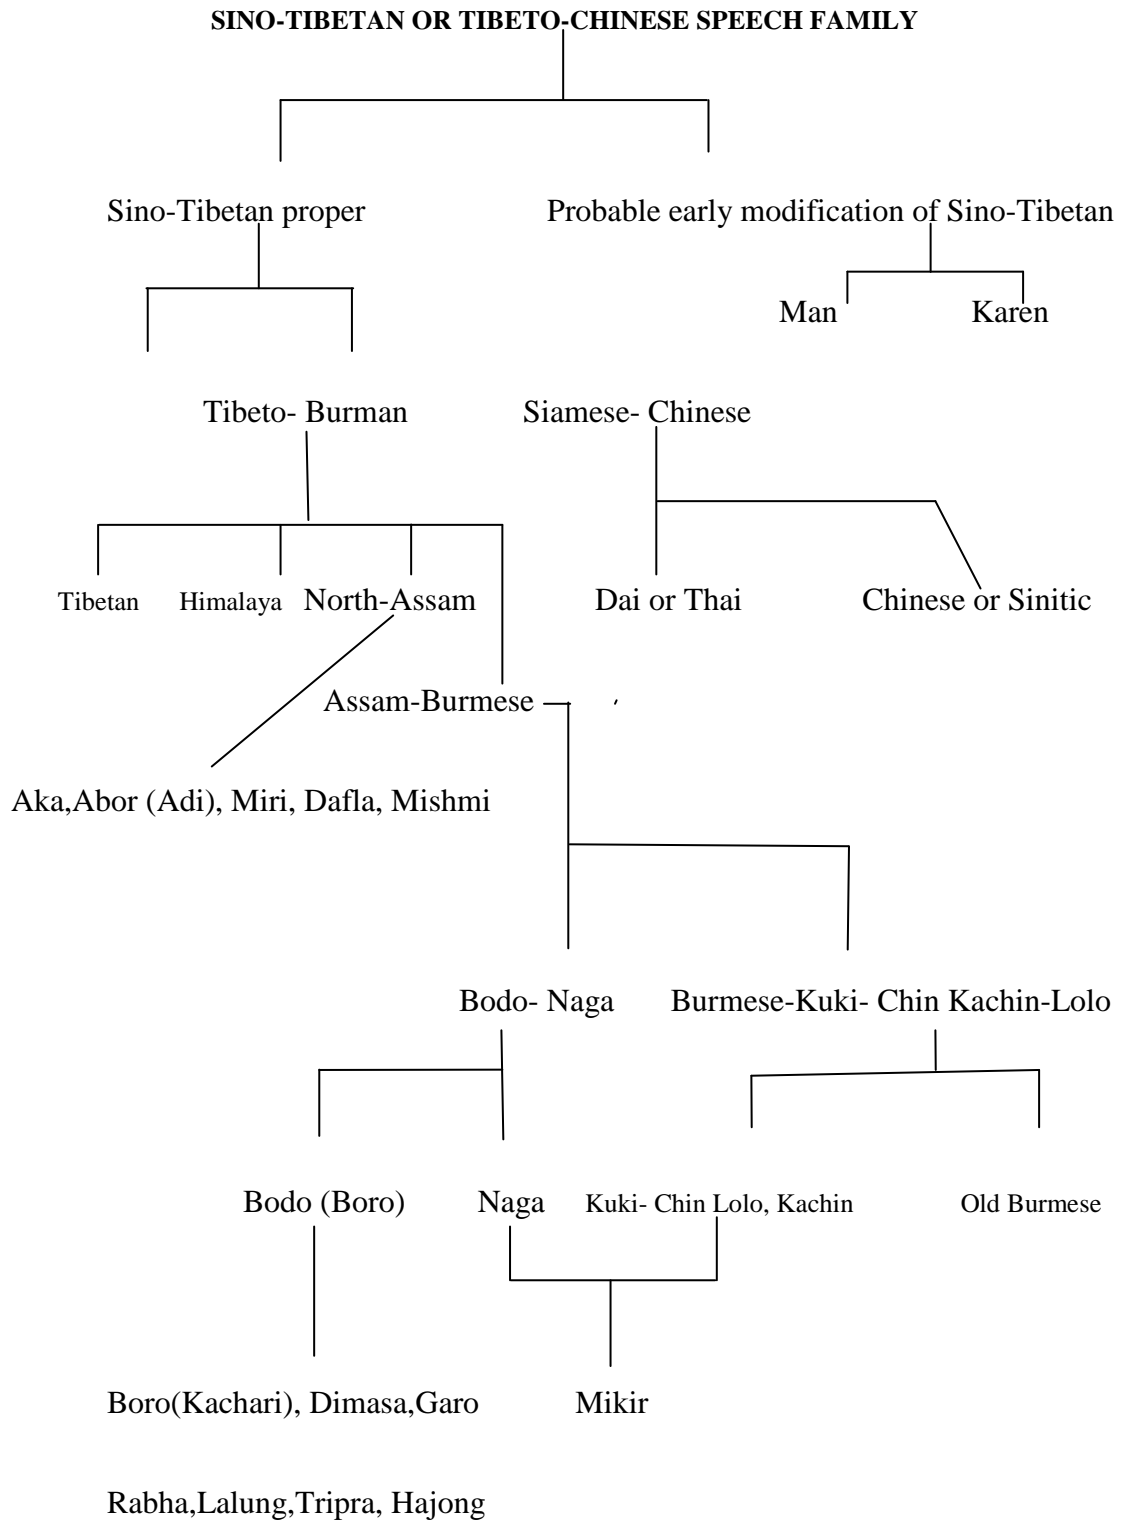 SINO-TIBETAN OR TIBETO-CHINESE SPEECH FAMILY
Sino-Tibetan proper
Probable early modification of Sino-Tibetan
Man
Karen
Tibeto- Burman
Siamese- Chinese
Tibetan
Himalaya
North-Assam
Dai or Thai
Chinese or Sinitic
Assam-Burmese
Aka,Abor (Adi), Miri, Dafla, Mishmi
Bodo- Naga
Burmese-Kuki- Chin Kachin-Lolo
Bodo (Boro)
Naga
Kuki- Chin Lolo, Kachin
Old Burmese
Boro(Kachari), Dimasa,Garo
Mikir
Rabha,Lalung,Tripra, Hajong